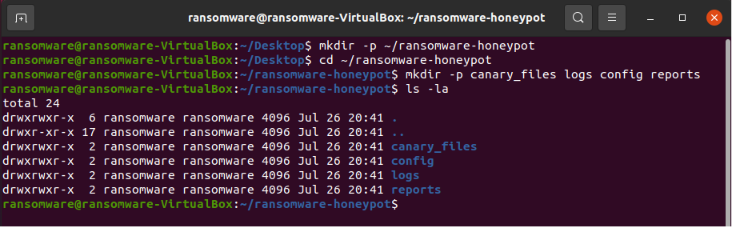 ransomware@ransomware-VirtualBox: ~/ransomware-honeypot
ransomware@ransomware-VirtualBox:~/Desktop$ mkdir -p ~/ransomware-honeypot
ransomware@ransomware-VirtualBox:~/Desktop$ cd ~/ransomware-honeypot
ransomware@ransomware-VirtualBox:~/ransomware-honeypot$ mkdir -p canary_files logs config reports
ransomware@ransomware-VirtualBox:~/ransomware-honeypot$ ls -la
total 24
drwxrwxr-x  6 ransomware ransomware 4096 Jul 26 20:41 .
drwxr-xr-x 17 ransomware ransomware 4096 Jul 26 20:41 ..
drwxrwxr-x  2 ransomware ransomware 4096 Jul 26 20:41 canary_files
drwxrwxr-x  2 ransomware ransomware 4096 Jul 26 20:41 config
drwxrwxr-x  2 ransomware ransomware 4096 Jul 26 20:41 logs
drwxrwxr-x  2 ransomware ransomware 4096 Jul 26 20:41 reports
ransomware@ransomware-VirtualBox:~/ransomware-honeypot$